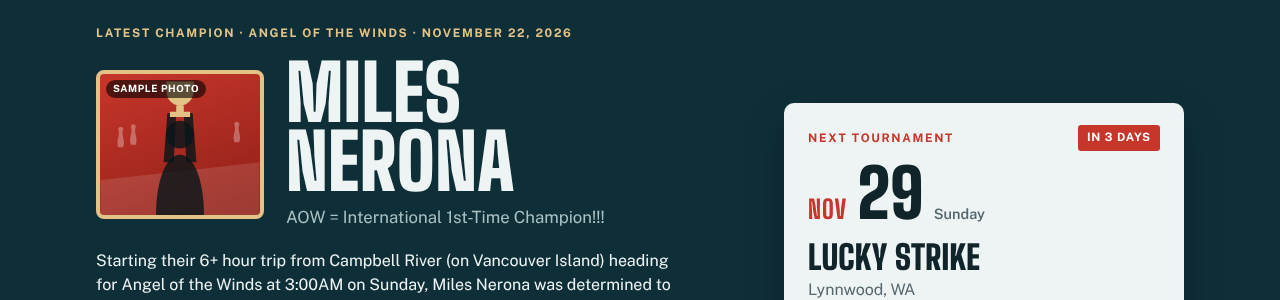 LATEST CHAMPION · ANGEL OF THE WINDS · NOVEMBER 22, 2026
SAMPLE PHOTO
MILES
NERONA
AOW = International 1st-Time Champion!!!
Starting their 6+ hour trip from Campbell River (on Vancouver Island) heading
for Angel of the Winds at 3:00AM on Sunday, Miles Nerona was determined to
NEXT TOURNAMENT
IN 3 DAYS
NOV 29 Sunday
LUCKY STRIKE
Lynnwood, WA